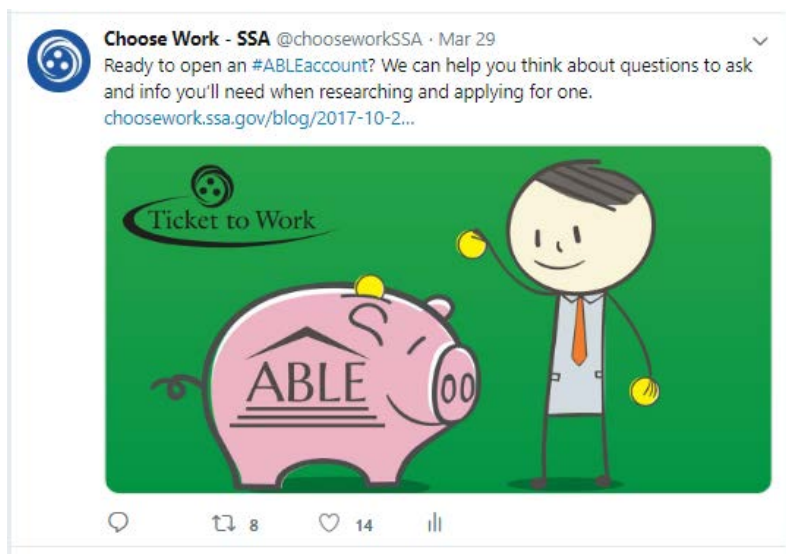 Choose Work - SSA @chooseworkSSA · Mar 29
Ready to open an #ABLEaccount? We can help you think about questions to ask
and info you'll need when researching and applying for one.
choosework.ssa.gov/blog/2017-10-2...
Ticket to Work
ABLE
8 14